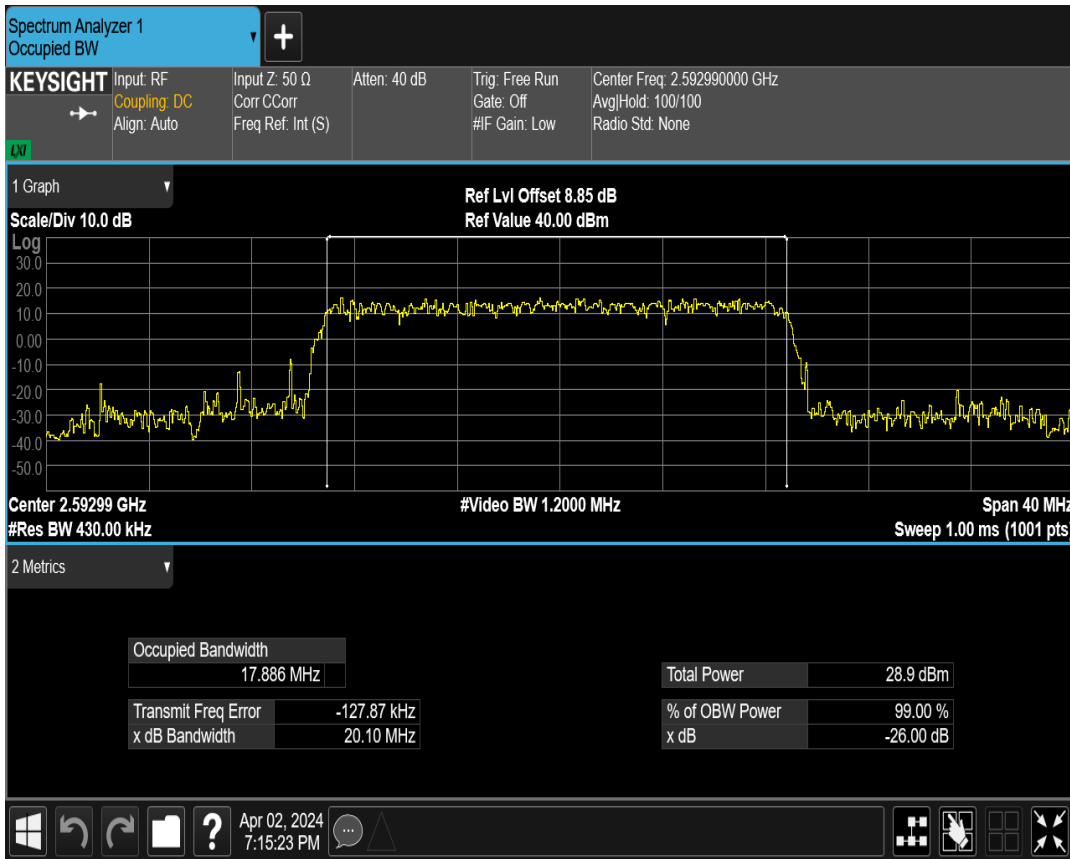 Spectrum Analyzer 1
Occupied BW
KEYSIGHT
LXI
Input: RF
Coupling: DC
Align: Auto
Input Z: 50 Ω
Corr CCorr
Freq Ref: Int (S)
Atten: 40 dB
Trig: Free Run
Gate: Off
#IF Gain: Low
Center Freq: 2.592990000 GHz
Avg|Hold: 100/100
Radio Std: None
1 Graph
Scale/Div 10.0 dB
Ref Lvl Offset 8.85 dB
Ref Value 40.00 dBm
Log
30.0
20.0
10.0
0.00
-10.0
-20.0
-30.0
-40.0
-50.0
Center 2.59299 GHz
#Res BW 430.00 kHz
#Video BW 1.2000 MHz
Span 40 MHz
Sweep 1.00 ms (1001 pts)
2 Metrics
Occupied Bandwidth
17.886 MHz
Transmit Freq Error -127.87 kHz
x dB Bandwidth 20.10 MHz
Total Power 28.9 dBm
% of OBW Power 99.00 %
x dB -26.00 dB
?
Apr 02, 2024
7:15:23 PM